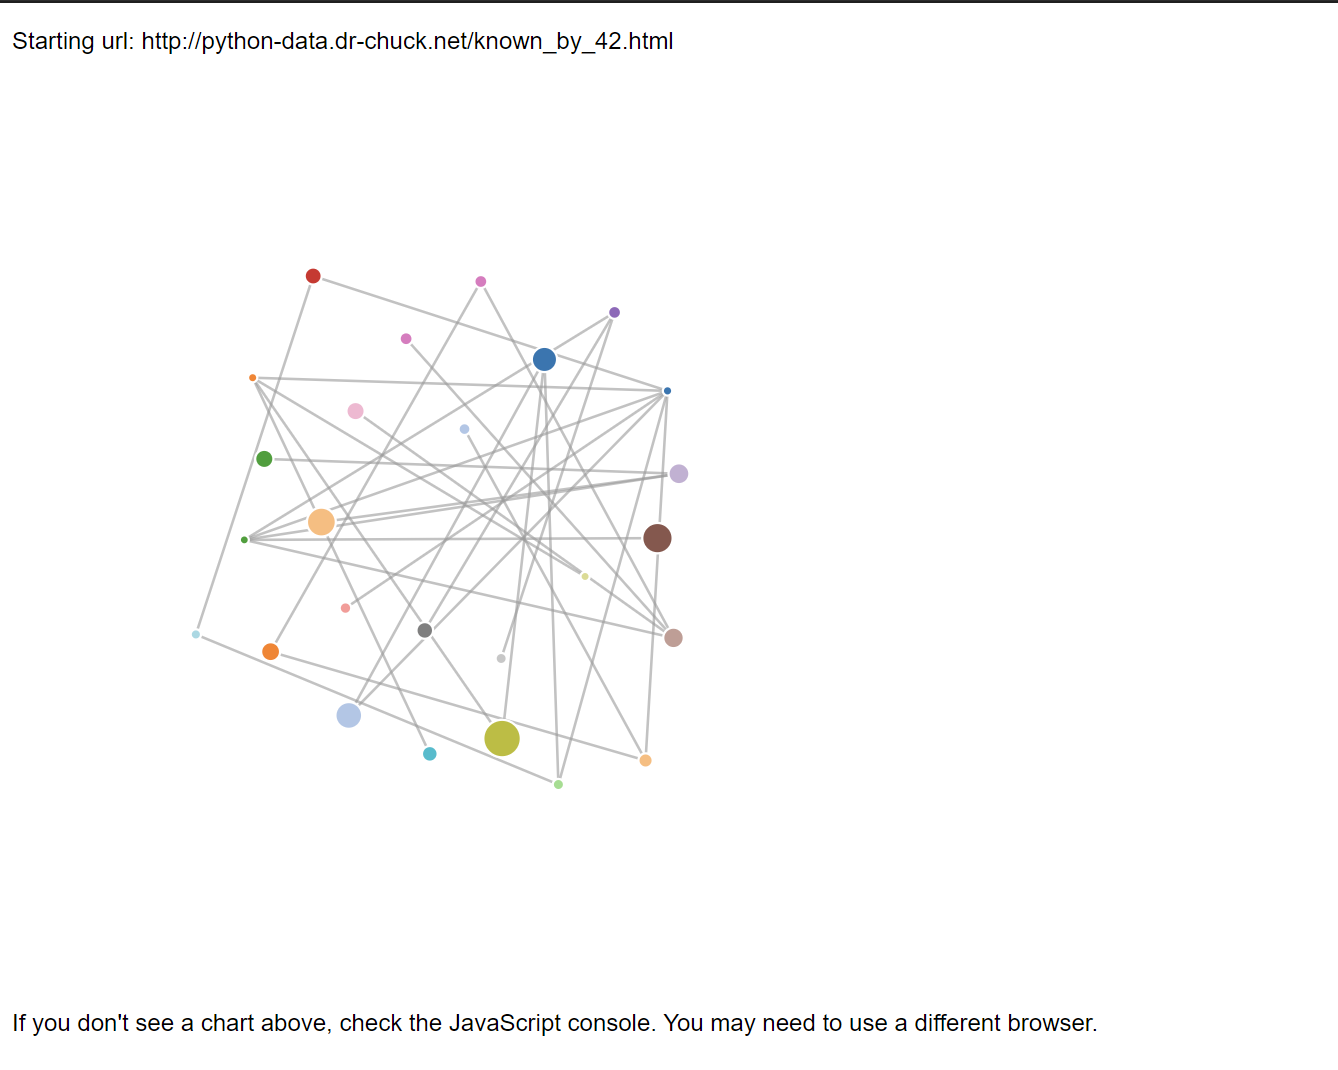 Starting url: http://python-data.dr-chuck.net/known_by_42.html
If you don't see a chart above, check the JavaScript console. You may need to use a different browser.